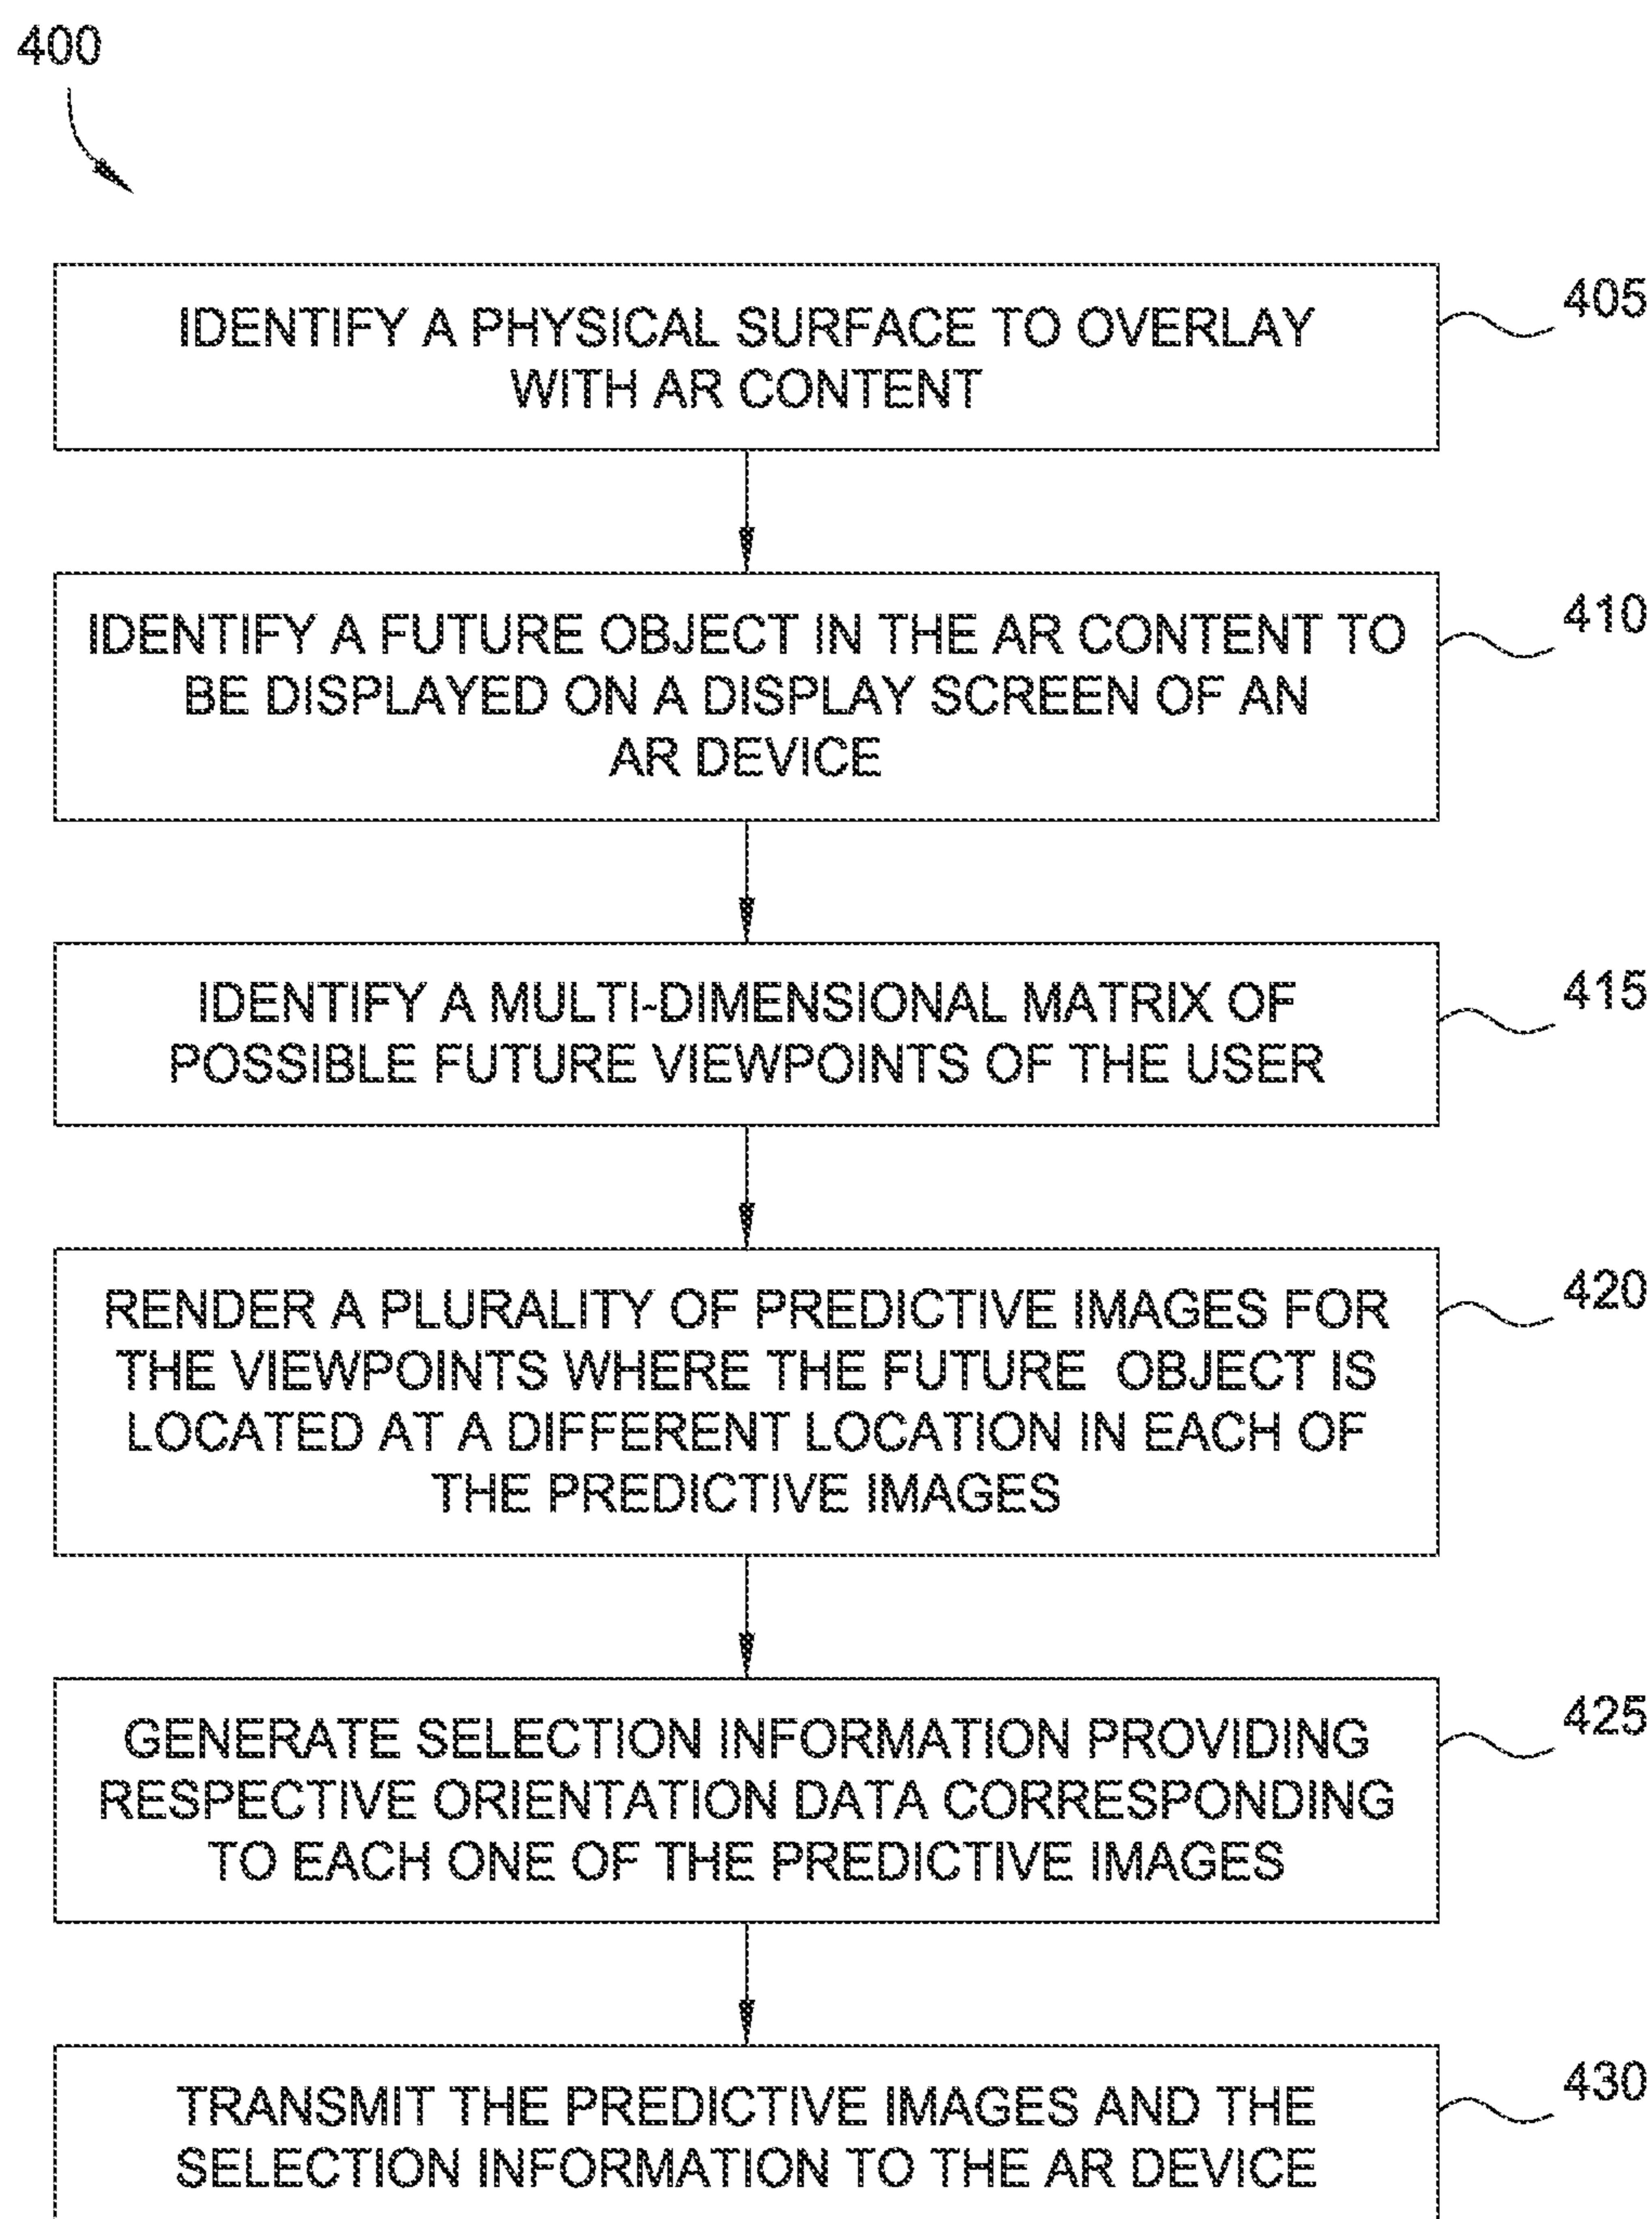 400
IDENTIFY A PHYSICAL SURFACE TO OVERLAY
WITH AR CONTENT
405
IDENTIFY A FUTURE OBJECT IN THE AR CONTENT TO
BE DISPLAYED ON A DISPLAY SCREEN OF AN
AR DEVICE
410
IDENTIFY A MULTI-DIMENSIONAL MATRIX OF
POSSIBLE FUTURE VIEWPOINTS OF THE USER
415
RENDER A PLURALITY OF PREDICTIVE IMAGES FOR
THE VIEWPOINTS WHERE THE FUTURE OBJECT IS
LOCATED AT A DIFFERENT LOCATION IN EACH OF
THE PREDICTIVE IMAGES
420
GENERATE SELECTION INFORMATION PROVIDING
RESPECTIVE ORIENTATION DATA CORRESPONDING
TO EACH ONE OF THE PREDICTIVE IMAGES
425
TRANSMIT THE PREDICTIVE IMAGES AND THE
SELECTION INFORMATION TO THE AR DEVICE
430